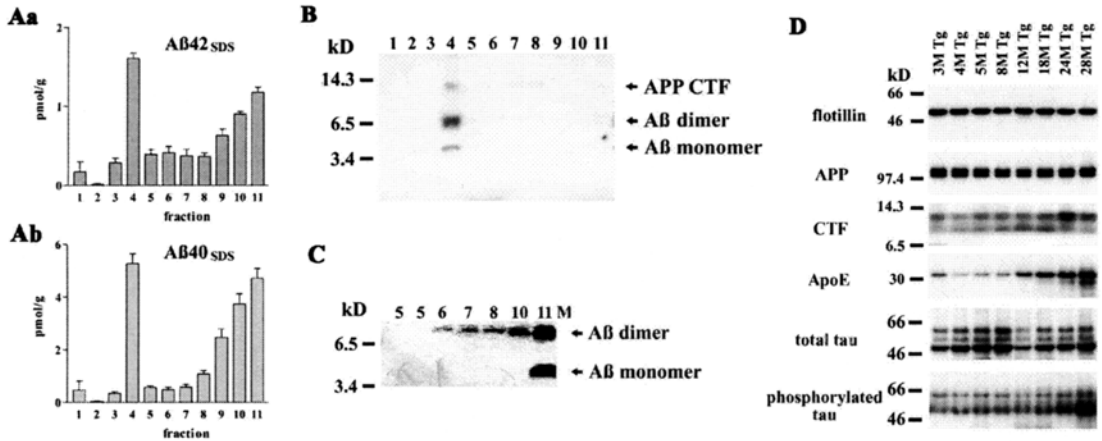 Aa
Aß42 SDS
pmol/g
2
1
0
1 2 3 4 5 6 7 8 9 10 11
fraction
Ab
Aß40 SDS
pmol/g
6
4
2
0
1 2 3 4 5 6 7 8 9 10 11
fraction
B
kD
1 2 3 4 5 6 7 8 9 10 11
14.3
6.5
3.4
APP CTF
Aß dimer
Aß monomer
C
kD
5 5 6 7 8 10 11 M
6.5
3.4
Aß dimer
Aß monomer
D
3M Tg
4M Tg
5M Tg
8M Tg
12M Tg
18M Tg
24M Tg
28M Tg
kD
66
flotillin
46
APP
97.4
14.3
CTF
6.5
ApoE
30
66
total tau
46
phosphorylated
tau
66
46